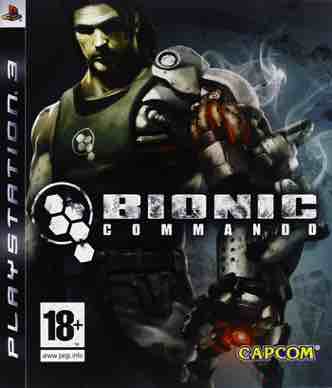 PLAYSTATION 3
BIONIC
COMMANDO
18+
www.pegi.info
CAPCOM